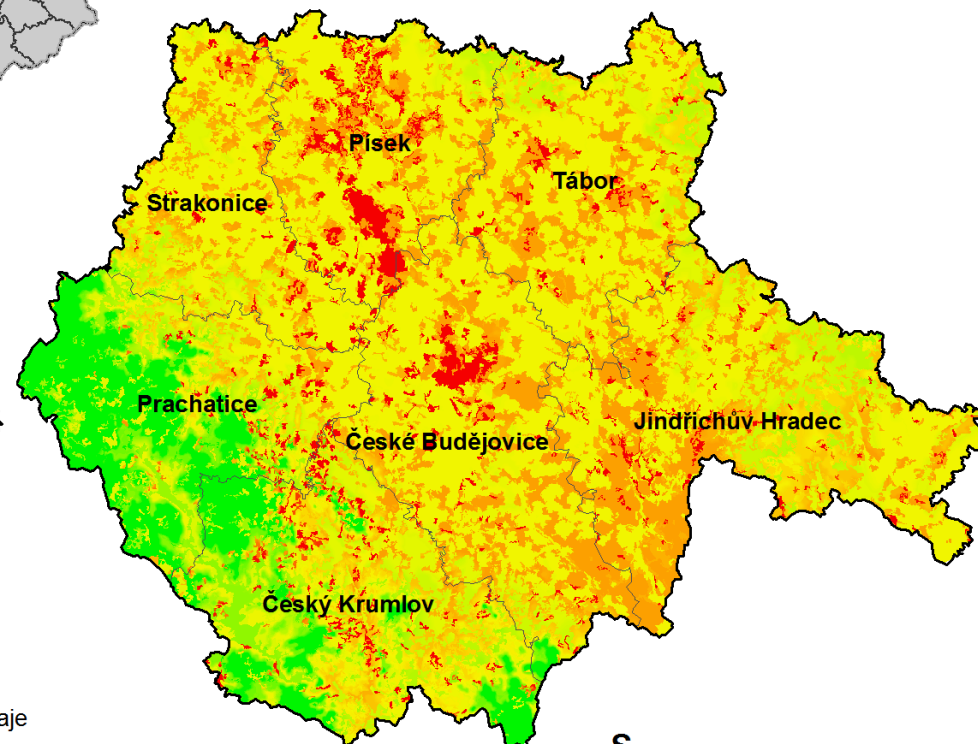 Písek
Tábor
Strakonice
Prachatice
Jindřichův Hradec
České Budějovice
Český Krumlov
aje
S